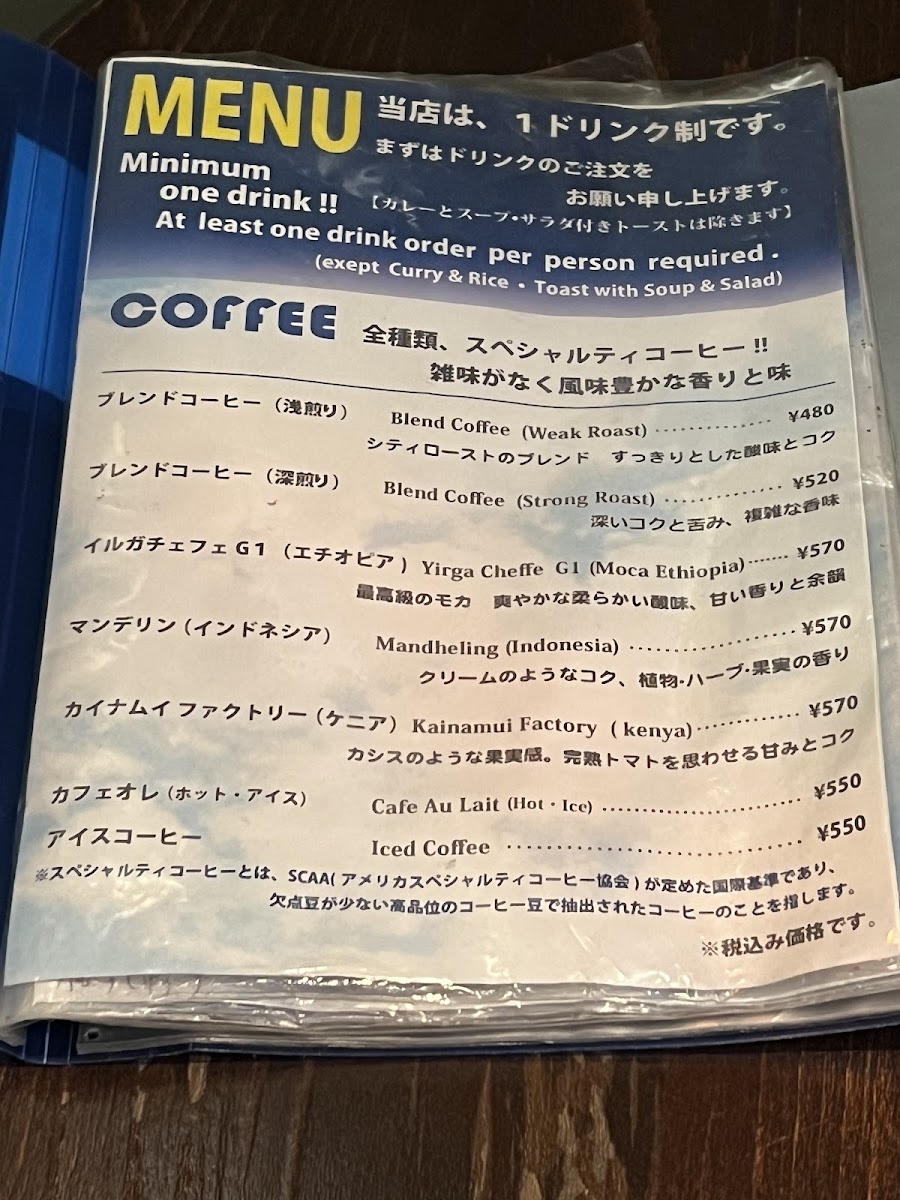 MENU 当店は、1ドリンク制です。
まずはドリンクのご注文を
お願い申し上げます。
Minimum
one drink !! 【カレーとスープ・サラダ付きトーストは除きます】
At least one drink order per person required .
(exept Curry & Rice ・ Toast with Soup & Salad)
COFFEE 全種類、スペシャルティコーヒー !!
雑味がなく風味豊かな香りと味
ブレンドコーヒー（浅煎り） Blend Coffee (Weak Roast) ·············· ¥480
シティローストのブレンド すっきりとした酸味とコク
ブレンドコーヒー（深煎り） Blend Coffee (Strong Roast) ·············· ¥520
深いコクと苦み、複雑な香味
イルガチェフェ G1 （エチオピア） Yirga Cheffe G1 (Moca Ethiopia)······· ¥570
最高級のモカ 爽やかな柔らかい酸味、甘い香りと余韻
マンデリン（インドネシア） Mandheling (Indonesia) ···················· ¥570
クリームのようなコク、植物・ハーブ・果実の香り
カイナムイ ファクトリー（ケニア） Kainamui Factory ( kenya)············· ¥570
カシスのような果実感。完熟トマトを思わせる甘みとコク
カフェオレ（ホット・アイス） Cafe Au Lait (Hot・Ice) ························ ¥550
アイスコーヒー Iced Coffee ···································· ¥550
※スペシャルティコーヒーとは、SCAA( アメリカスペシャルティコーヒー協会 ) が定めた国際基準であり、
欠点豆が少ない高品位のコーヒー豆で抽出されたコーヒーのことを指します。
※税込み価格です。